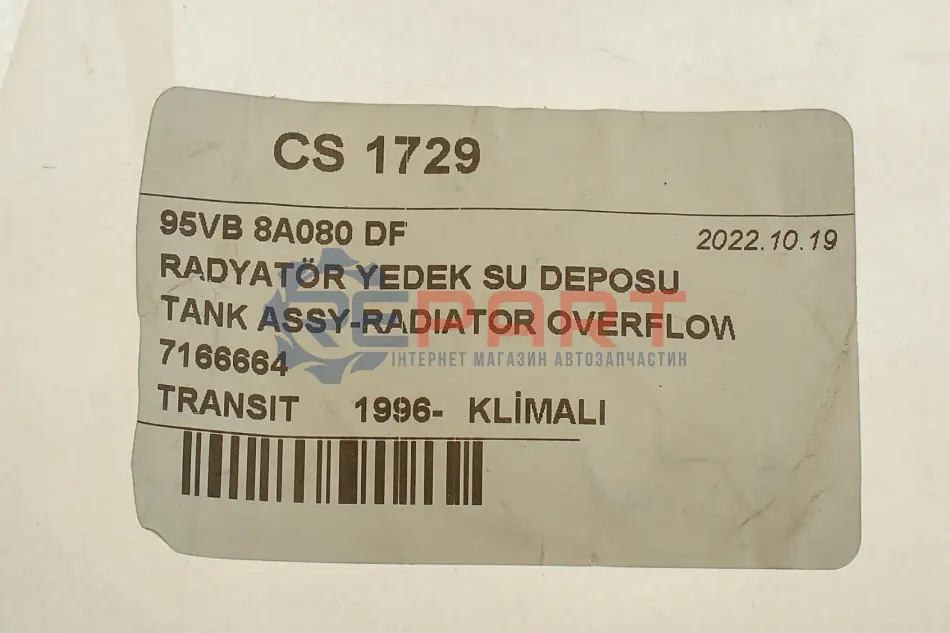 CS 1729
95VB 8A080 DF
2022.10.19
RADYATÖR YEDEK SU DEPOSU
TANK ASSY-RADIATOR OVERFLOW
REPART
ІНТЕРНЕТ МАГАЗИН АВТОЗАПЧАСТИН
7166664
TRANSIT 1996- KLİMALI